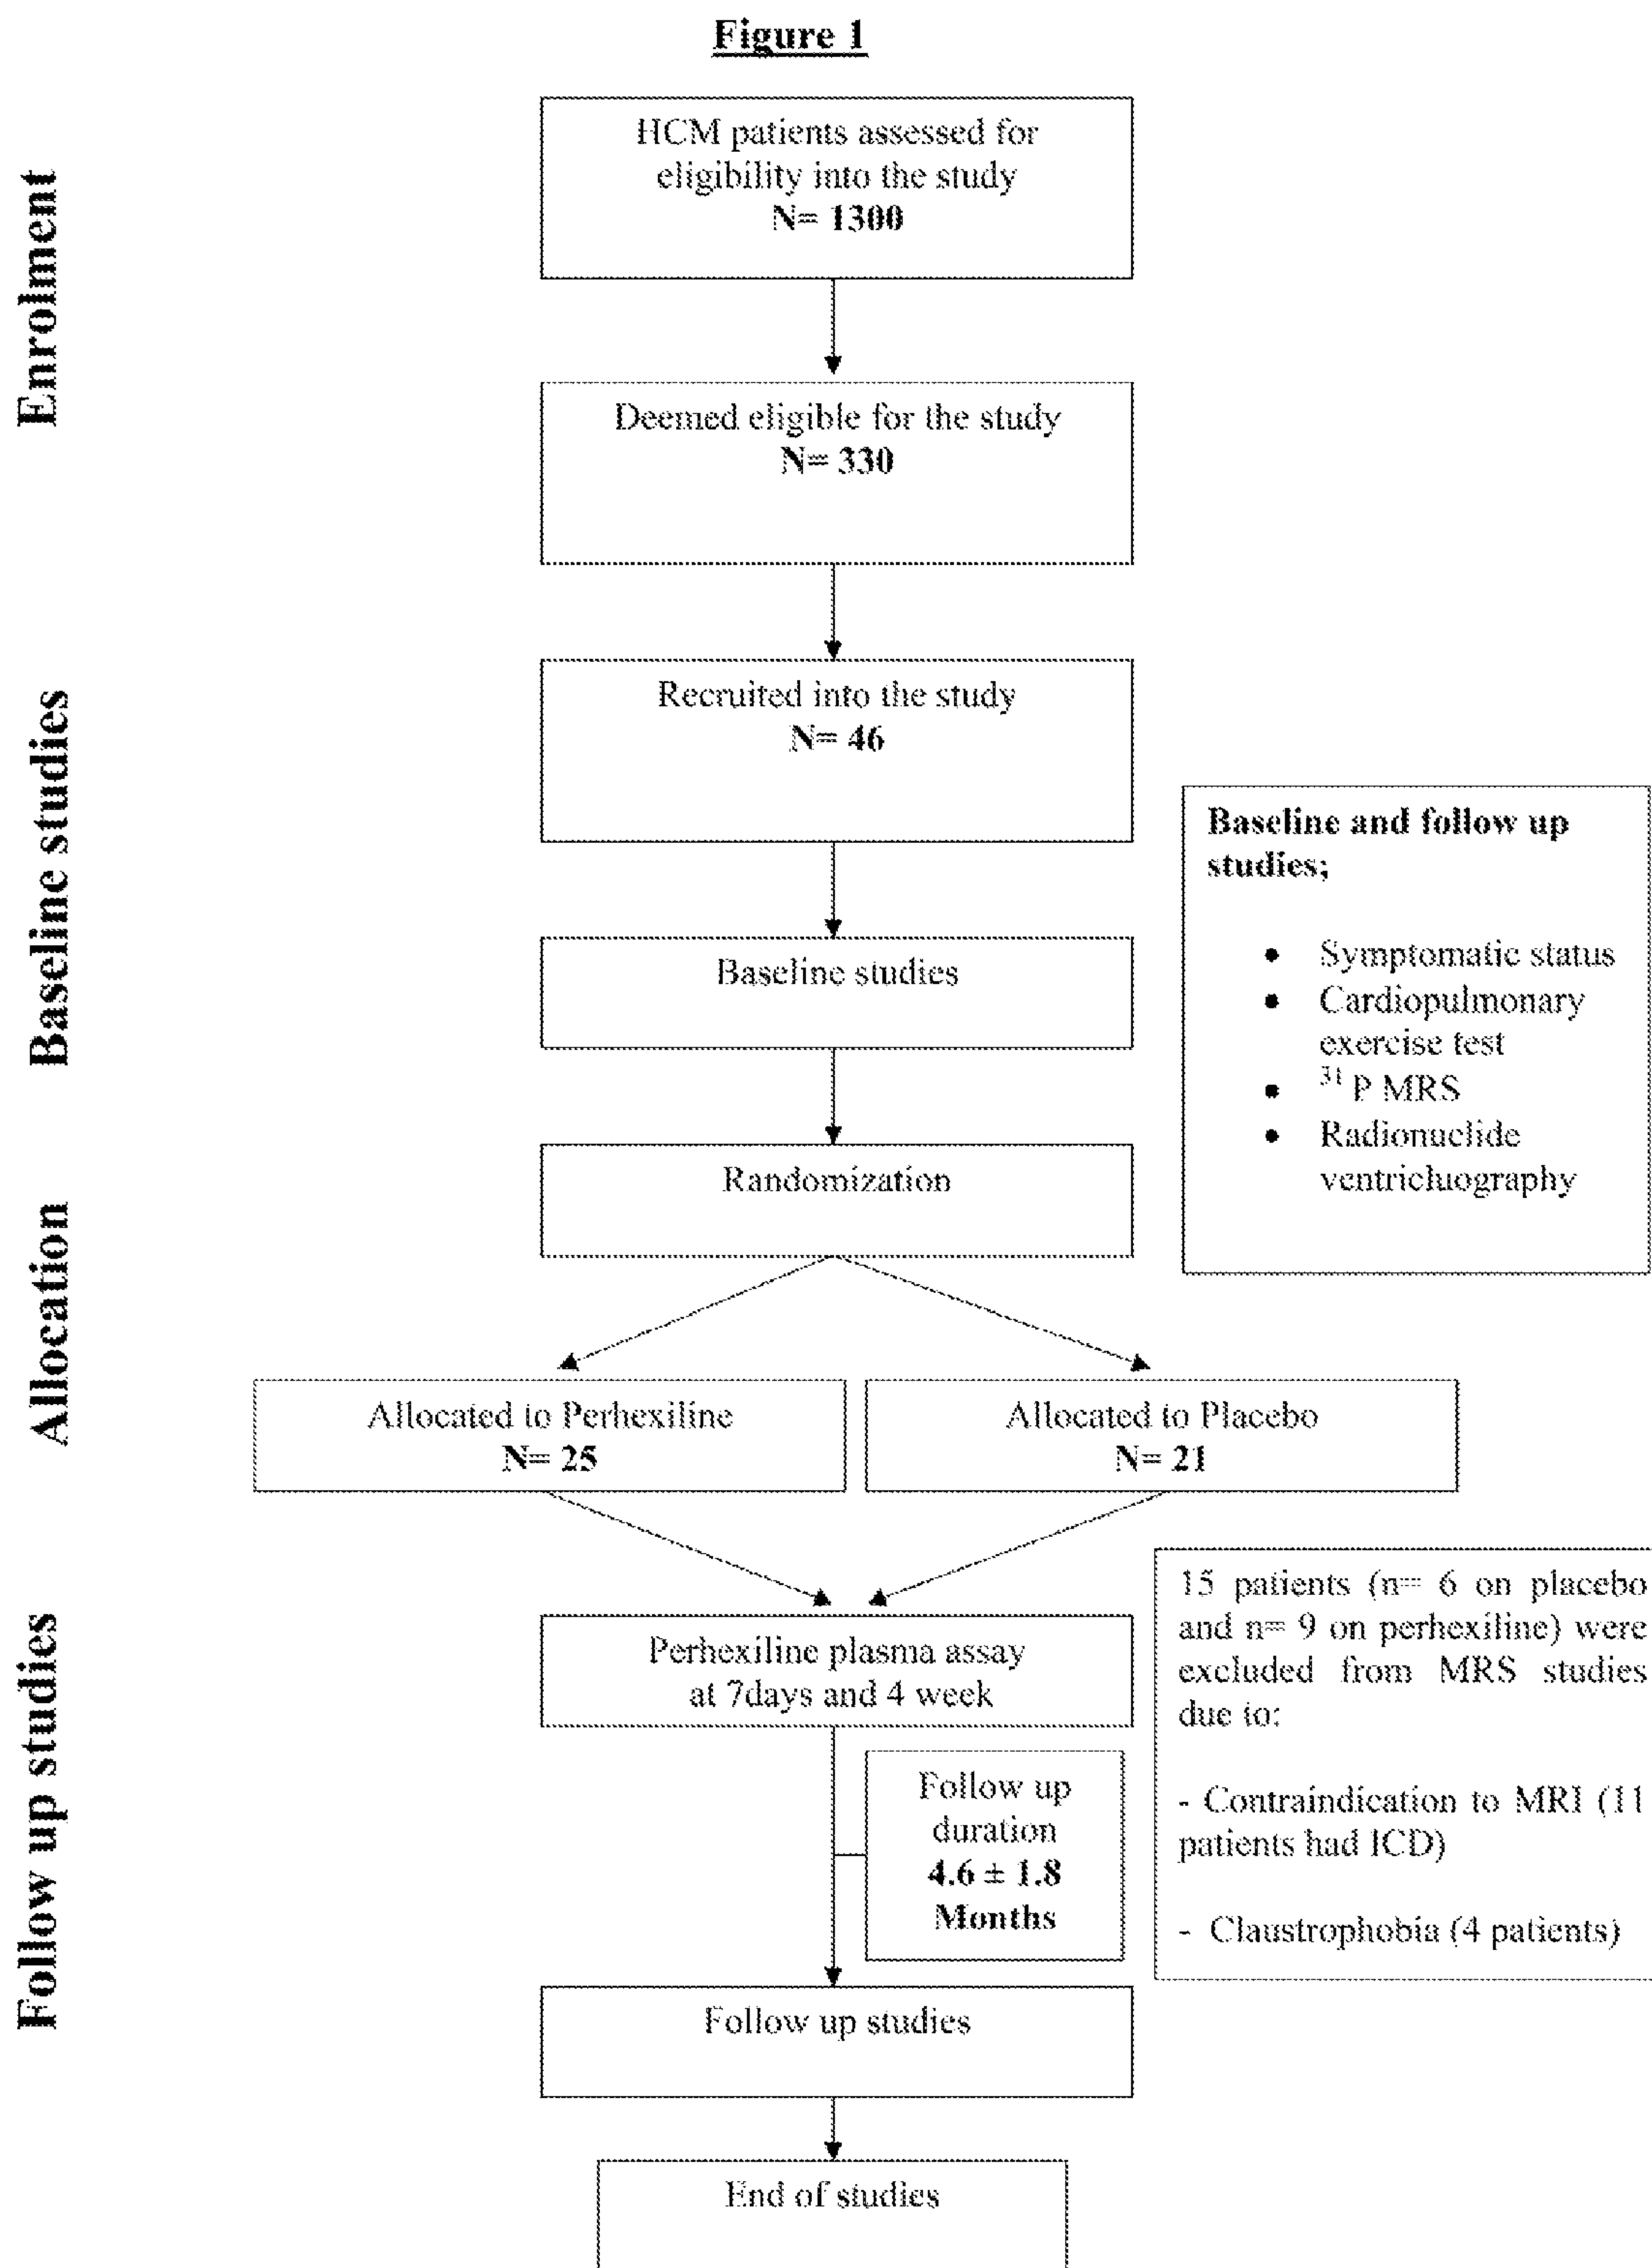 Figure 1
Enrolment
HCM patients assessed for
eligibility into the study
N= 1300
Deemed eligible for the study
N= 330
Baseline studies
Recruited into the study
N= 46
Baseline studies
Baseline and follow up
studies;
• Symptomatic status
• Cardiopulmonary
exercise test
• ³¹ P MRS
• Radionuclide
ventricluography
Randomization
Allocation
Allocated to Perhexiline
N= 25
Allocated to Placebo
N= 21
Follow up studies
Perhexiline plasma assay
at 7days and 4 week
15 patients (n= 6 on placebo
and n= 9 on perhexiline) were
excluded from MRS studies
due to:
- Contraindication to MRI (11
patients had ICD)
- Claustrophobia (4 patients)
Follow up
duration
4.6 ± 1.8
Months
Follow up studies
End of studies